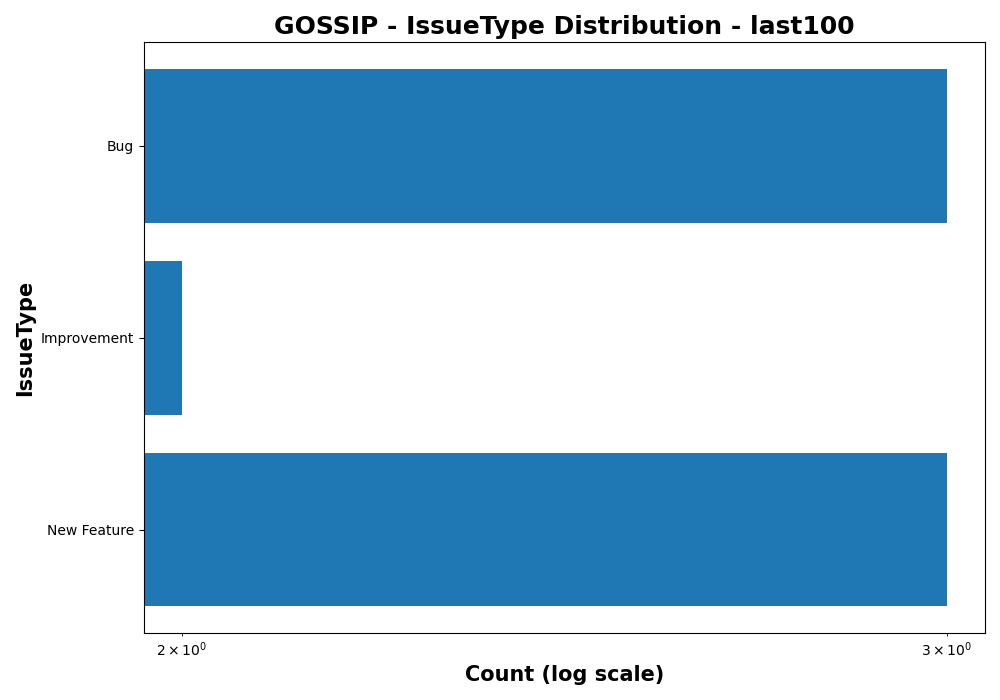 GOSSIP - IssueType Distribution - last100
Bug
Improvement
New Feature
IssueType
2 × 10⁰
3 × 10⁰
Count (log scale)